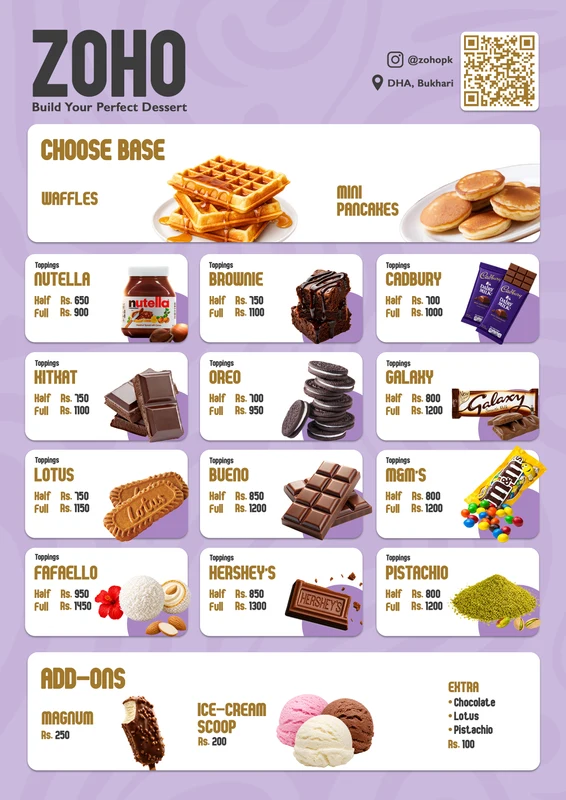 ZOHO
Build Your Perfect Dessert
@zohopk
DHA, Bukhari
CHOOSE BASE
WAFFLES
MINI
PANCAKES
Toppings
NUTELLA
Half Rs. 650
Full Rs. 900
nutella
Toppings
BROWNIE
Half Rs. 750
Full Rs. 1100
Toppings
CADBURY
Half Rs. 700
Full Rs. 1000
Cadbury
DAIRY
MILK
Cadbury
DAIRY
MILK
Toppings
KITKAT
Half Rs. 750
Full Rs. 1100
Toppings
OREO
Half Rs. 700
Full Rs. 950
Toppings
GALAXY
Half Rs. 800
Full Rs. 1200
Galaxy
Toppings
LOTUS
Half Rs. 750
Full Rs. 1150
Lotus
Toppings
BUENO
Half Rs. 850
Full Rs. 1200
Toppings
M&M'S
Half Rs. 800
Full Rs. 1200
m&m's
Toppings
FAFAELLO
Half Rs. 950
Full Rs. 1450
Toppings
HERSHEY'S
Half Rs. 850
Full Rs. 1300
HERSHEY'S
Toppings
PISTACHIO
Half Rs. 800
Full Rs. 1200
ADD-ONS
MAGNUM
Rs. 250
ICE-CREAM
SCOOP
Rs. 200
EXTRA
• Chocolate
• Lotus
• Pistachio
Rs. 100